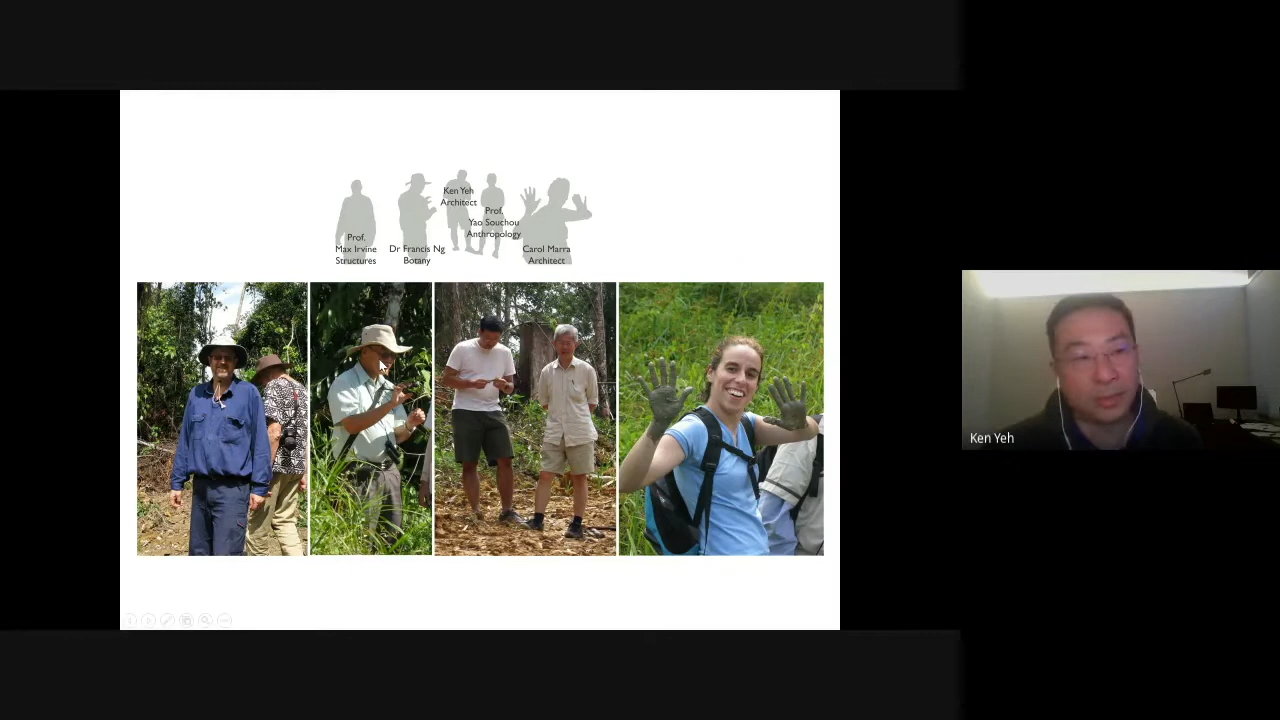 Ken Yeh
Architect
Prof.
Yao Souchou
Anthropology
Prof.
Max Irvine
Structures
Dr Francis Ng
Botany
Carol Marra
Architect
Ken Yeh